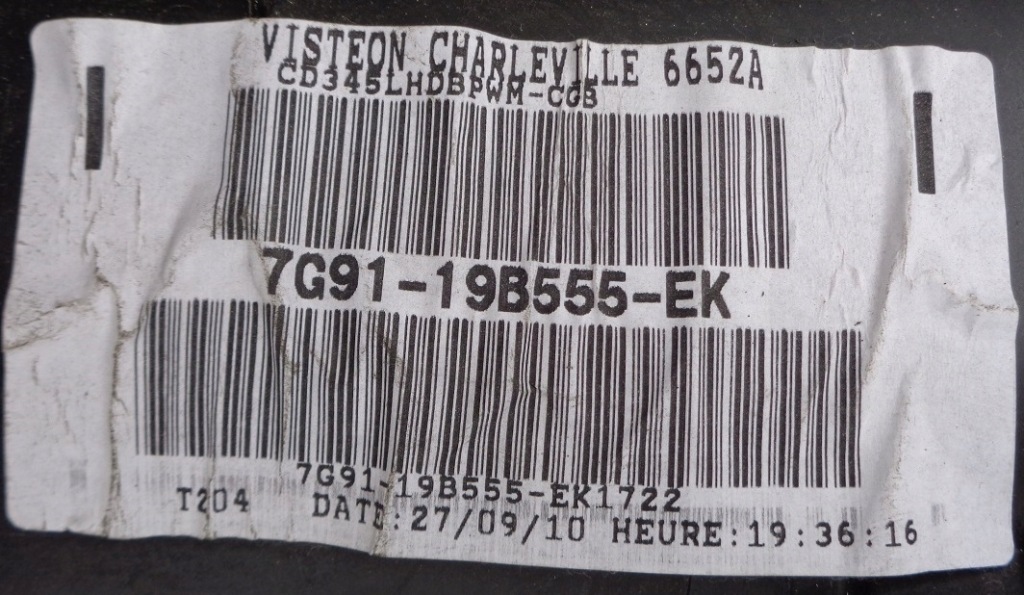 VISTEON CHARLEVILLE 6652A
CD345LHDBPWM-CGB
7G91-19B555-EK
7G91-19B555-EK1722
T204 DATE:27/09/10 HEURE:19:36:16